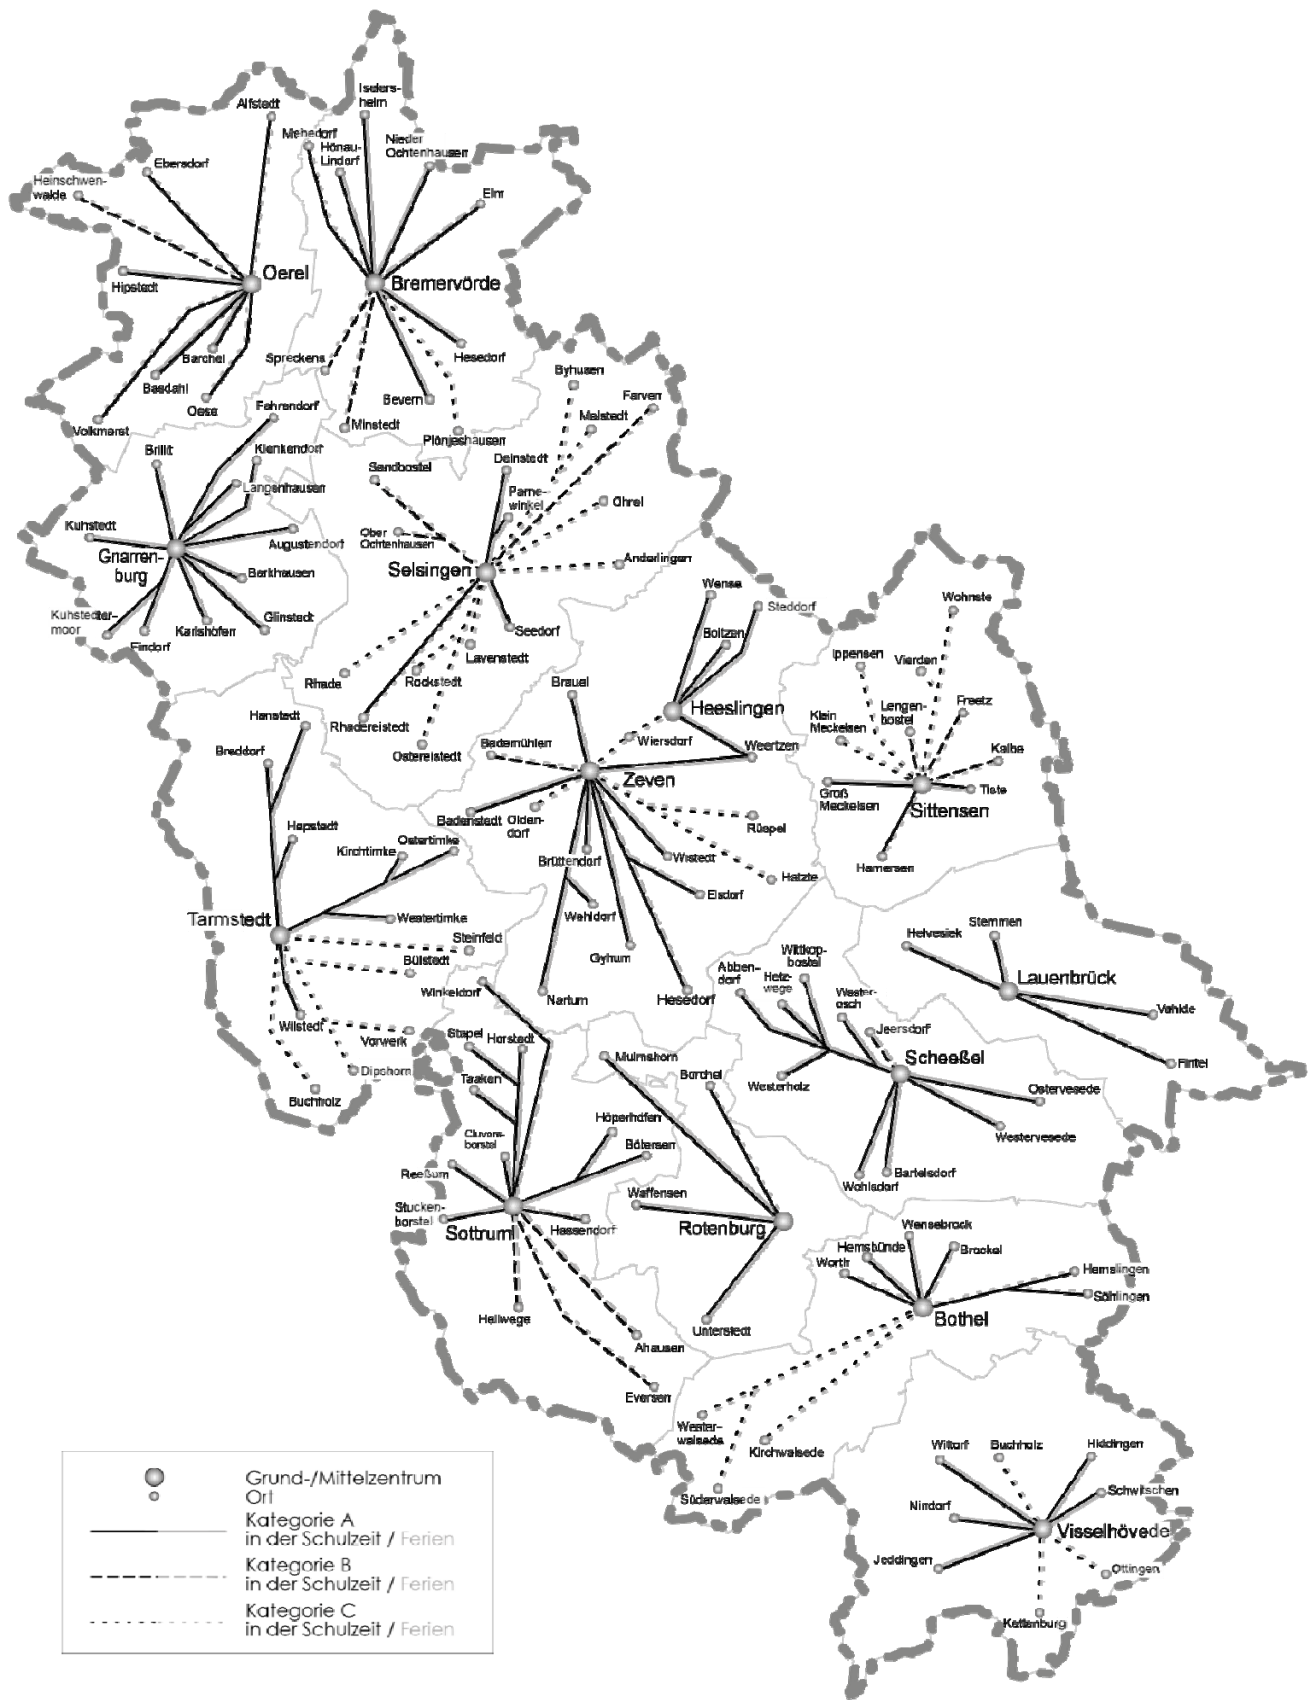 Alfstedt
Iselers-
heim
Mehedorf
Hönau-
Lindorf
Nieder
Ochtenhausen
Ebersdorf
Heinschwen-
walde
Elm
Oerel
Bremervörde
Hipstedt
Barchel
Basdahl
Oese
Volkmarst
Spreckens
Hesedorf
Bevern
Minstedt
Plönjeshausen
Byhusen
Farven
Malstedt
Fahrendorf
Brillit
Klenkendorf
Langenhausen
Sandbostel
Deinstedt
Parne-
winkel
Ohrel
Kuhstedt
Augustendorf
Ober
Ochtenhausen
Gnarren-
burg
Barkhausen
Selsingen
Anderlingen
Kuhstedter-
moor
Findorf
Karlshöfen
Glinstedt
Seedorf
Lavenstedt
Rhade
Rockstedt
Rhadereistedt
Ostereistedt
Wense
Steddorf
Boitzen
Wohnste
Ippensen
Vierden
Brauel
Heeslingen
Klein
Meckelsen
Lengen-
bostel
Freetz
Hanstedt
Breddorf
Bademühlen
Wiersdorf
Weertzen
Kalbe
Zeven
Groß
Meckelsen
Tiste
Sittensen
Badenstedt
Olden-
dorf
Rüspel
Hepstedt
Kirchtimke
Ostertimke
Brüttendorf
Wistedt
Hatzte
Hamersen
Elsdorf
Tarmstedt
Westertimke
Wehldorf
Steinfeld
Bülstedt
Gyhum
Winkeldorf
Nartum
Hesedorf
Stemmen
Helvesiek
Lauenbrück
Vahlde
Fintel
Abben-
dorf
Hetz-
wege
Wittkop-
bostel
Wester-
esch
Jeersdorf
Scheeßel
Westerholz
Ostervesede
Westervesede
Bartelsdorf
Wohlsdorf
Wilstedt
Vorwerk
Dipshorn
Buchholz
Stapel
Horstedt
Taaken
Mulmshorn
Borchel
Höperhöfen
Bötersen
Clüvers-
borstel
Reeßum
Stucken-
borstel
Sottrum
Hassendorf
Waffensen
Rotenburg
Hellwege
Ahausen
Eversen
Unterstedt
Wensebrock
Hemsbünde
Brockel
Worth
Hemslingen
Söhlingen
Bothel
Wester-
walsede
Kirchwalsede
Süderwalsede
Wittorf
Buchholz
Hiddingen
Schwitschen
Nindorf
Visselhövede
Jeddingen
Ottingen
Kettenburg
Grund-/Mittelzentrum
Ort
Kategorie A
in der Schulzeit / Ferien
Kategorie B
in der Schulzeit / Ferien
Kategorie C
in der Schulzeit / Ferien